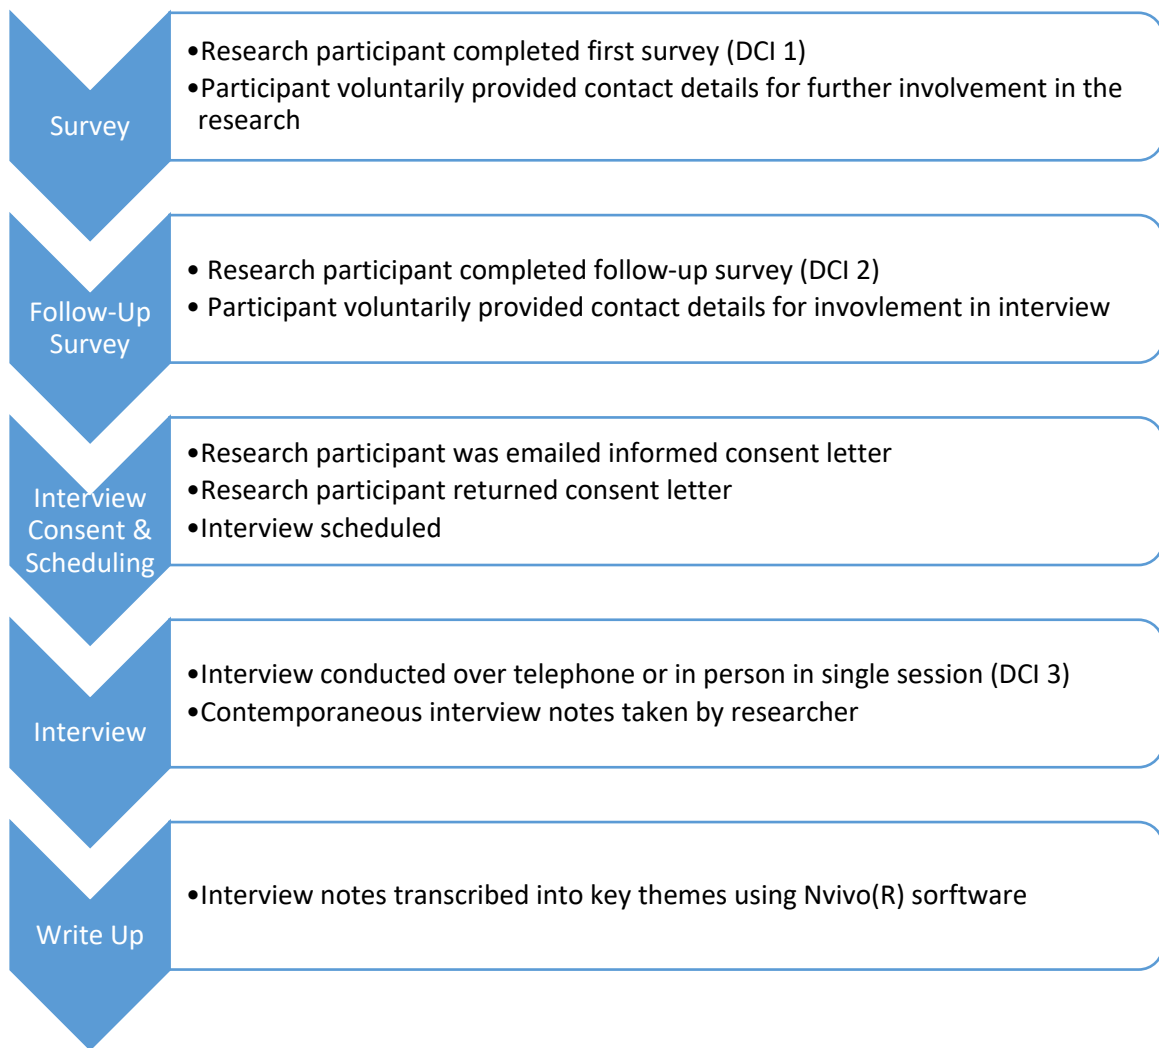 Survey
•Research participant completed first survey (DCI 1)
•Participant voluntarily provided contact details for further involvement in the
research
Follow-Up
Survey
• Research participant completed follow-up survey (DCI 2)
• Participant voluntarily provided contact details for invovlement in interview
Interview
Consent &
Scheduling
•Research participant was emailed informed consent letter
•Research participant returned consent letter
•Interview scheduled
Interview
•Interview conducted over telephone or in person in single session (DCI 3)
•Contemporaneous interview notes taken by researcher
Write Up
•Interview notes transcribed into key themes using Nvivo(R) sorftware